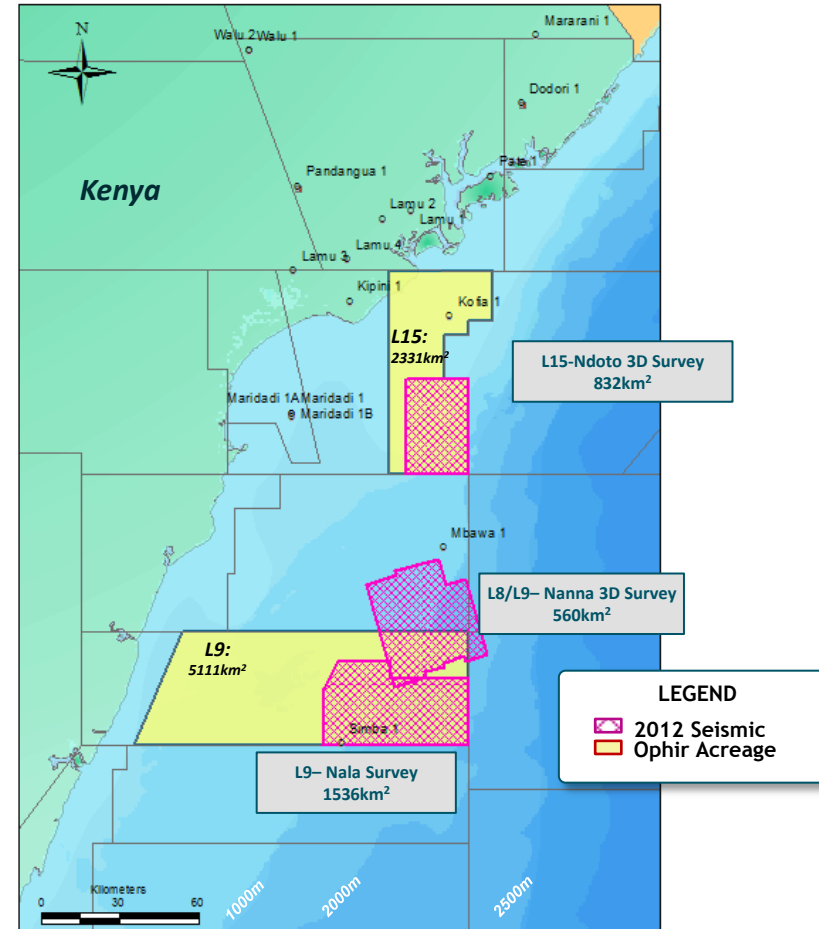 N
Mararani 1
Walu 2 Walu 1
Dodori 1
Pate 1
Pandangua 1
Kenya
Lamu 2
Lamu 1
Lamu 4
Lamu 3
Kipini 1
Kofia 1
L15:
2331km²
L15-Ndoto 3D Survey
832km²
Maridadi 1A Maridadi 1
Maridadi 1B
Mbawa 1
L8/L9– Nanna 3D Survey
560km²
L9:
5111km²
LEGEND
2012 Seismic
Ophir Acreage
Simba 1
L9– Nala Survey
1536km²
Kilometers
0 15 30 60
1000m
2000m
2500m